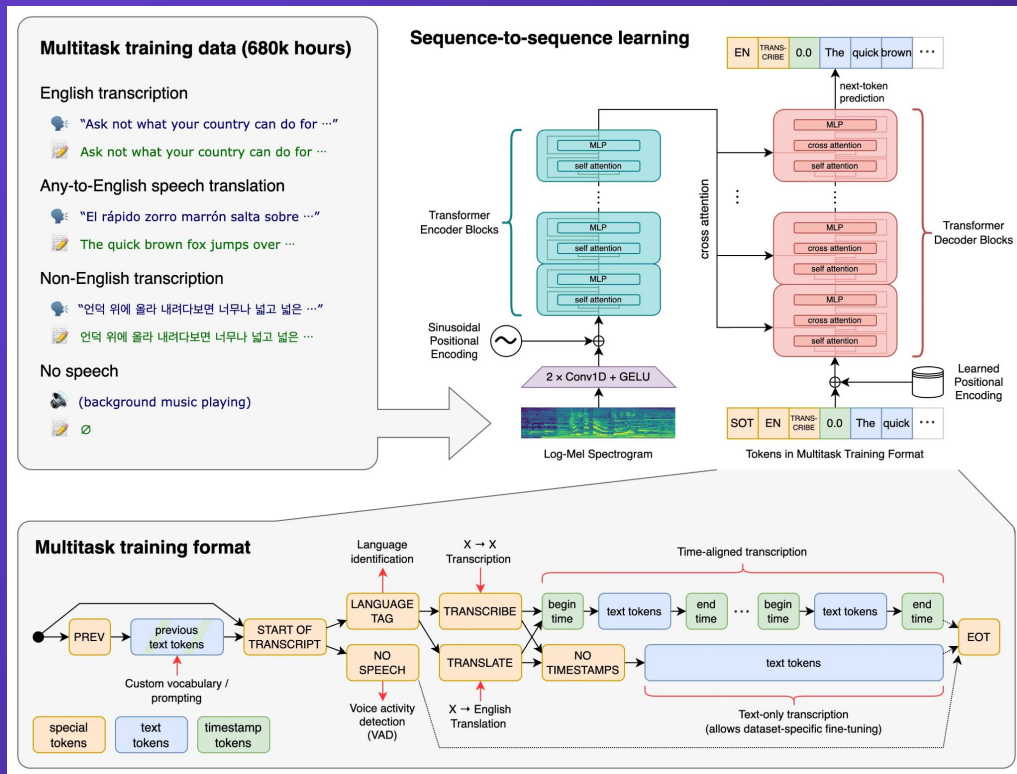 Multitask training data (680k hours)
English transcription
“Ask not what your country can do for ⋯”
Ask not what your country can do for ⋯
Any-to-English speech translation
“El rápido zorro marrón salta sobre ⋯”
The quick brown fox jumps over ⋯
Non-English transcription
“언덕 위에 올라 내려다보면 너무나 넓고 넓은 ⋯”
언덕 위에 올라 내려다보면 너무나 넓고 넓은 ⋯
No speech
(background music playing)
∅
Sequence-to-sequence learning
EN TRANS-CRIBE 0.0 The quick brown ⋯
next-token
prediction
MLP
self attention
MLP
self attention
MLP
self attention
Transformer
Encoder Blocks
Sinusoidal
Positional
Encoding
2 × Conv1D + GELU
Log-Mel Spectrogram
cross attention
MLP
cross attention
self attention
MLP
cross attention
self attention
MLP
cross attention
self attention
Transformer
Decoder Blocks
Learned
Positional
Encoding
SOT EN TRANS-CRIBE 0.0 The quick ⋯
Tokens in Multitask Training Format
Multitask training format
PREV
previous
text tokens
Custom vocabulary /
prompting
START OF
TRANSCRIPT
Language
identification
LANGUAGE
TAG
NO
SPEECH
Voice activity
detection
(VAD)
X → X
Transcription
TRANSCRIBE
TRANSLATE
X → English
Translation
Time-aligned transcription
begin
time
text tokens
end
time
⋯
begin
time
text tokens
end
time
NO
TIMESTAMPS
text tokens
Text-only transcription
(allows dataset-specific fine-tuning)
EOT
special
tokens
text
tokens
timestamp
tokens